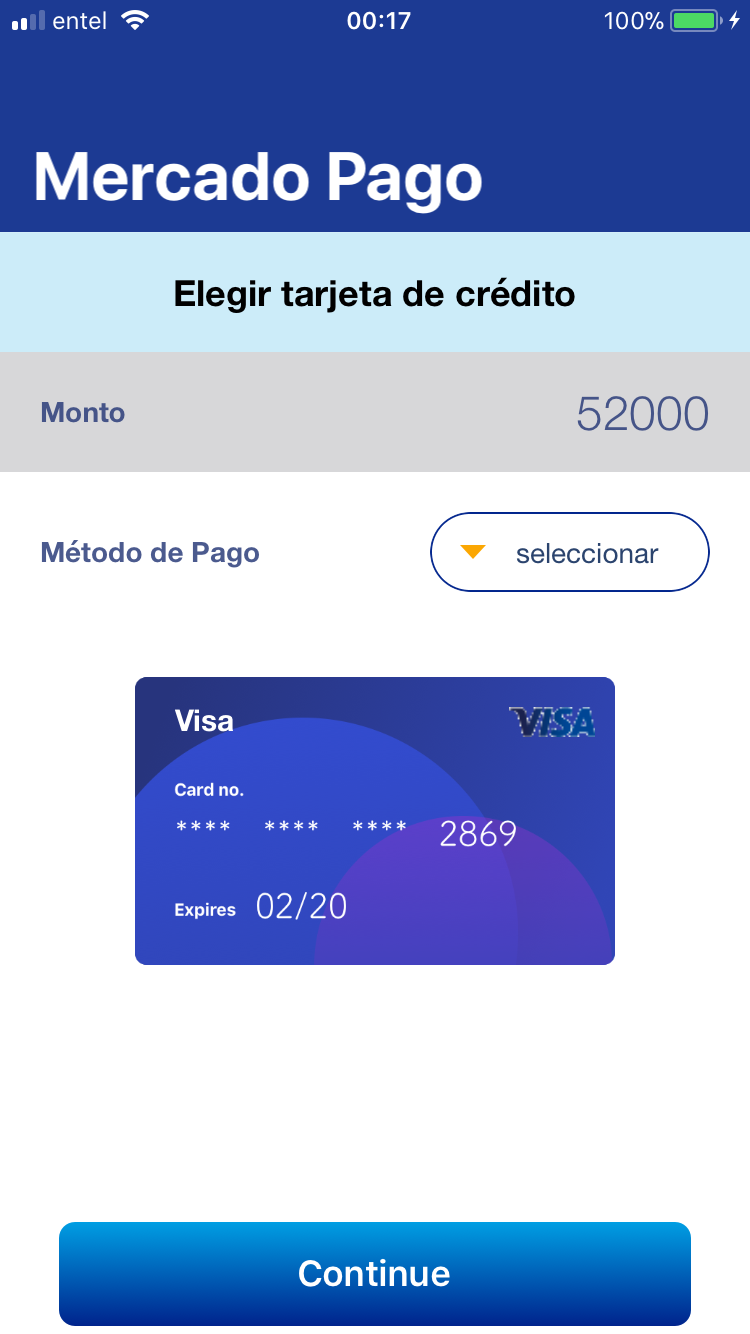 entel 00:17 100%
Mercado Pago
Elegir tarjeta de crédito
Monto 52000
Método de Pago seleccionar
Visa VISA
Card no.
**** **** **** 2869
Expires 02/20
Continue